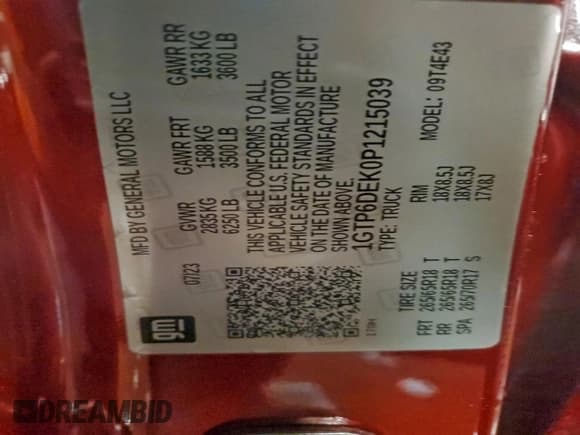 MFD BY GENERAL MOTORS LLC
07/23
GVWR GAWR FRT GAWR RR
2835 KG 1588 KG 1633 KG
6250 LB 3500 LB 3600 LB
THIS VEHICLE CONFORMS TO ALL
APPLICABLE U.S. FEDERAL MOTOR
VEHICLE SAFETY STANDARDS IN EFFECT
ON THE DATE OF MANUFACTURE
SHOWN ABOVE.
1GTP6DEK0P1215039
TYPE: TRUCK MODEL: 09T4E43
TIRE SIZE RIM
FRT 265/65R18 T 18X8.5J
RR 265/65R18 T 18X8.5J
SPA 265/70R17 S 17X8J
gm
DREAMBID